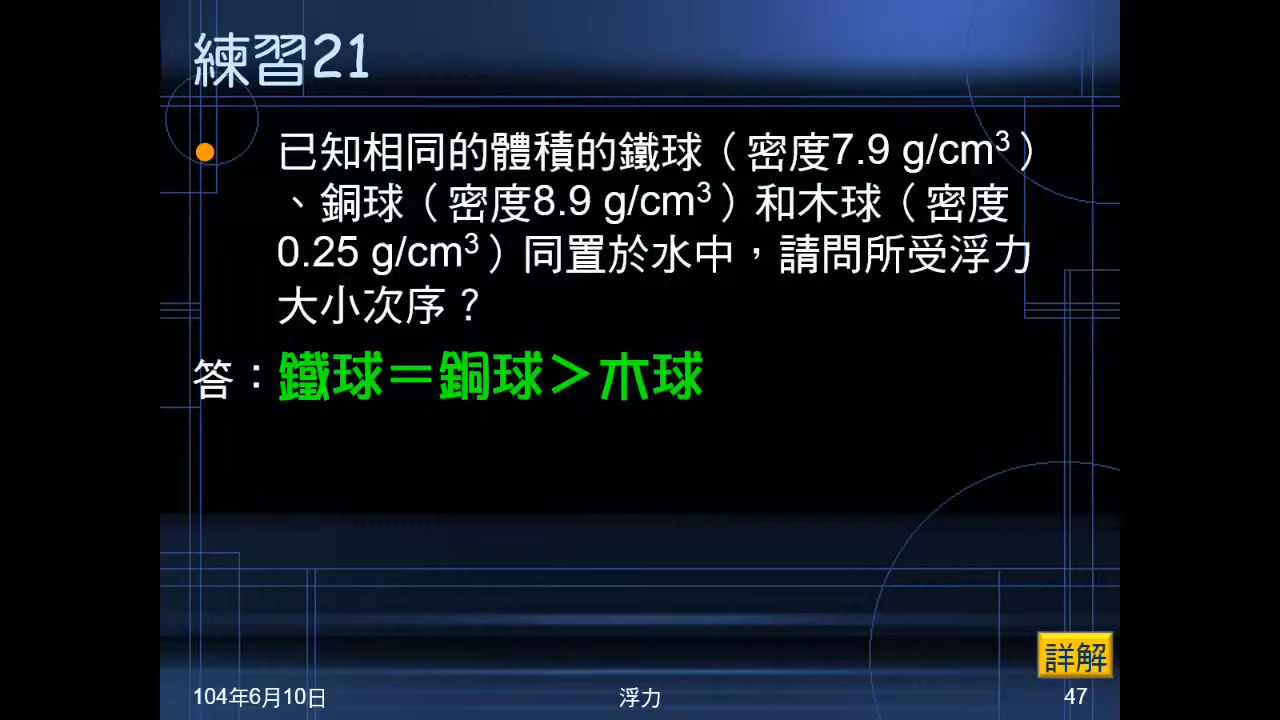 練習21
已知相同的體積的鐵球（密度7.9 g/cm³）
、銅球（密度8.9 g/cm³）和木球（密度
0.25 g/cm³）同置於水中，請問所受浮力
大小次序？
答：鐵球＝銅球＞木球
詳解
104年6月10日
浮力
47